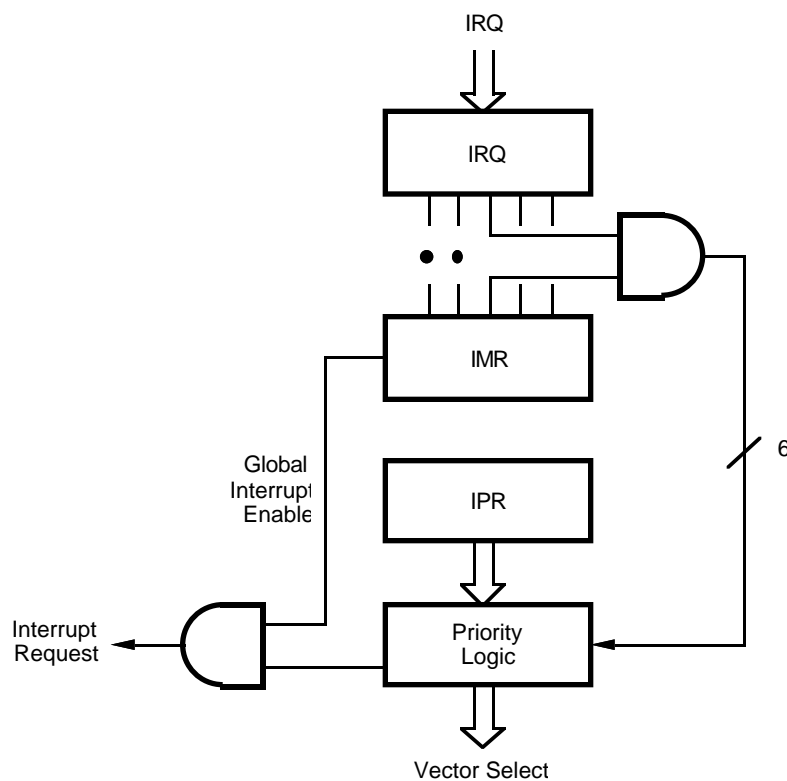 IRQ
IRQ
IMR
6
Global
Interrupt
Enable
IPR
Interrupt
Request
Priority
Logic
Vector Select